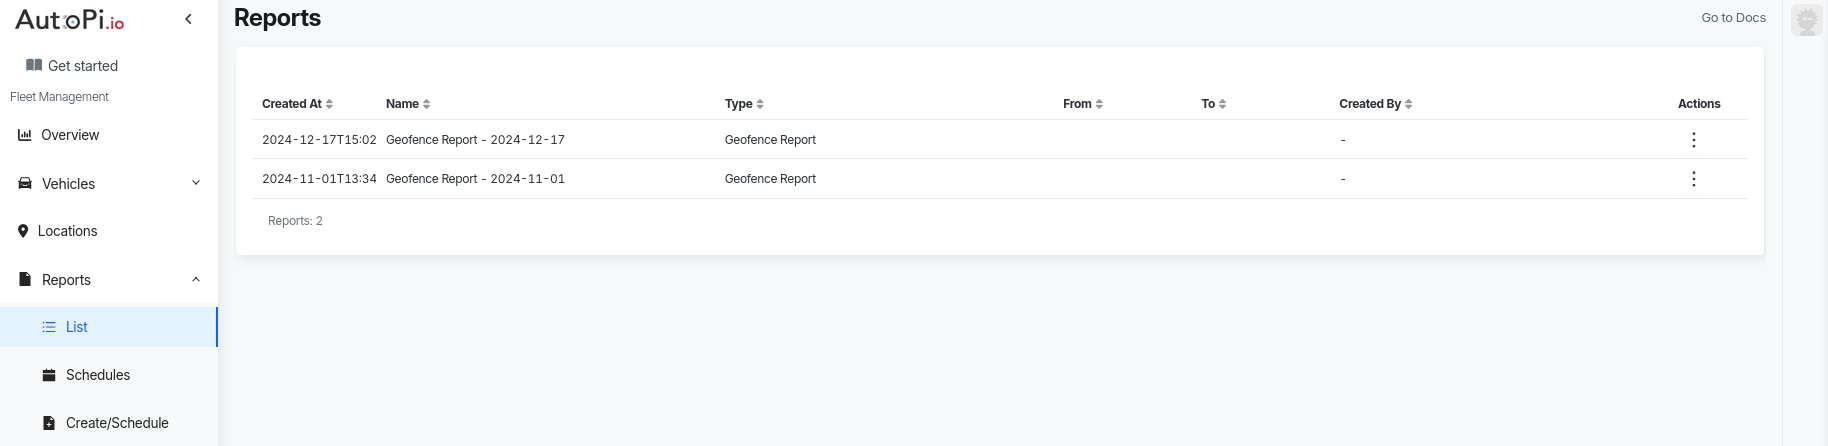 AutoPi.io
Get started
Fleet Management
Overview
Vehicles
Locations
Reports
List
Schedules
Create/Schedule
Reports
Go to Docs
Created At Name Type From To Created By Actions
2024-12-17T15:02 Geofence Report - 2024-12-17 Geofence Report -
2024-11-01T13:34 Geofence Report - 2024-11-01 Geofence Report -
Reports: 2